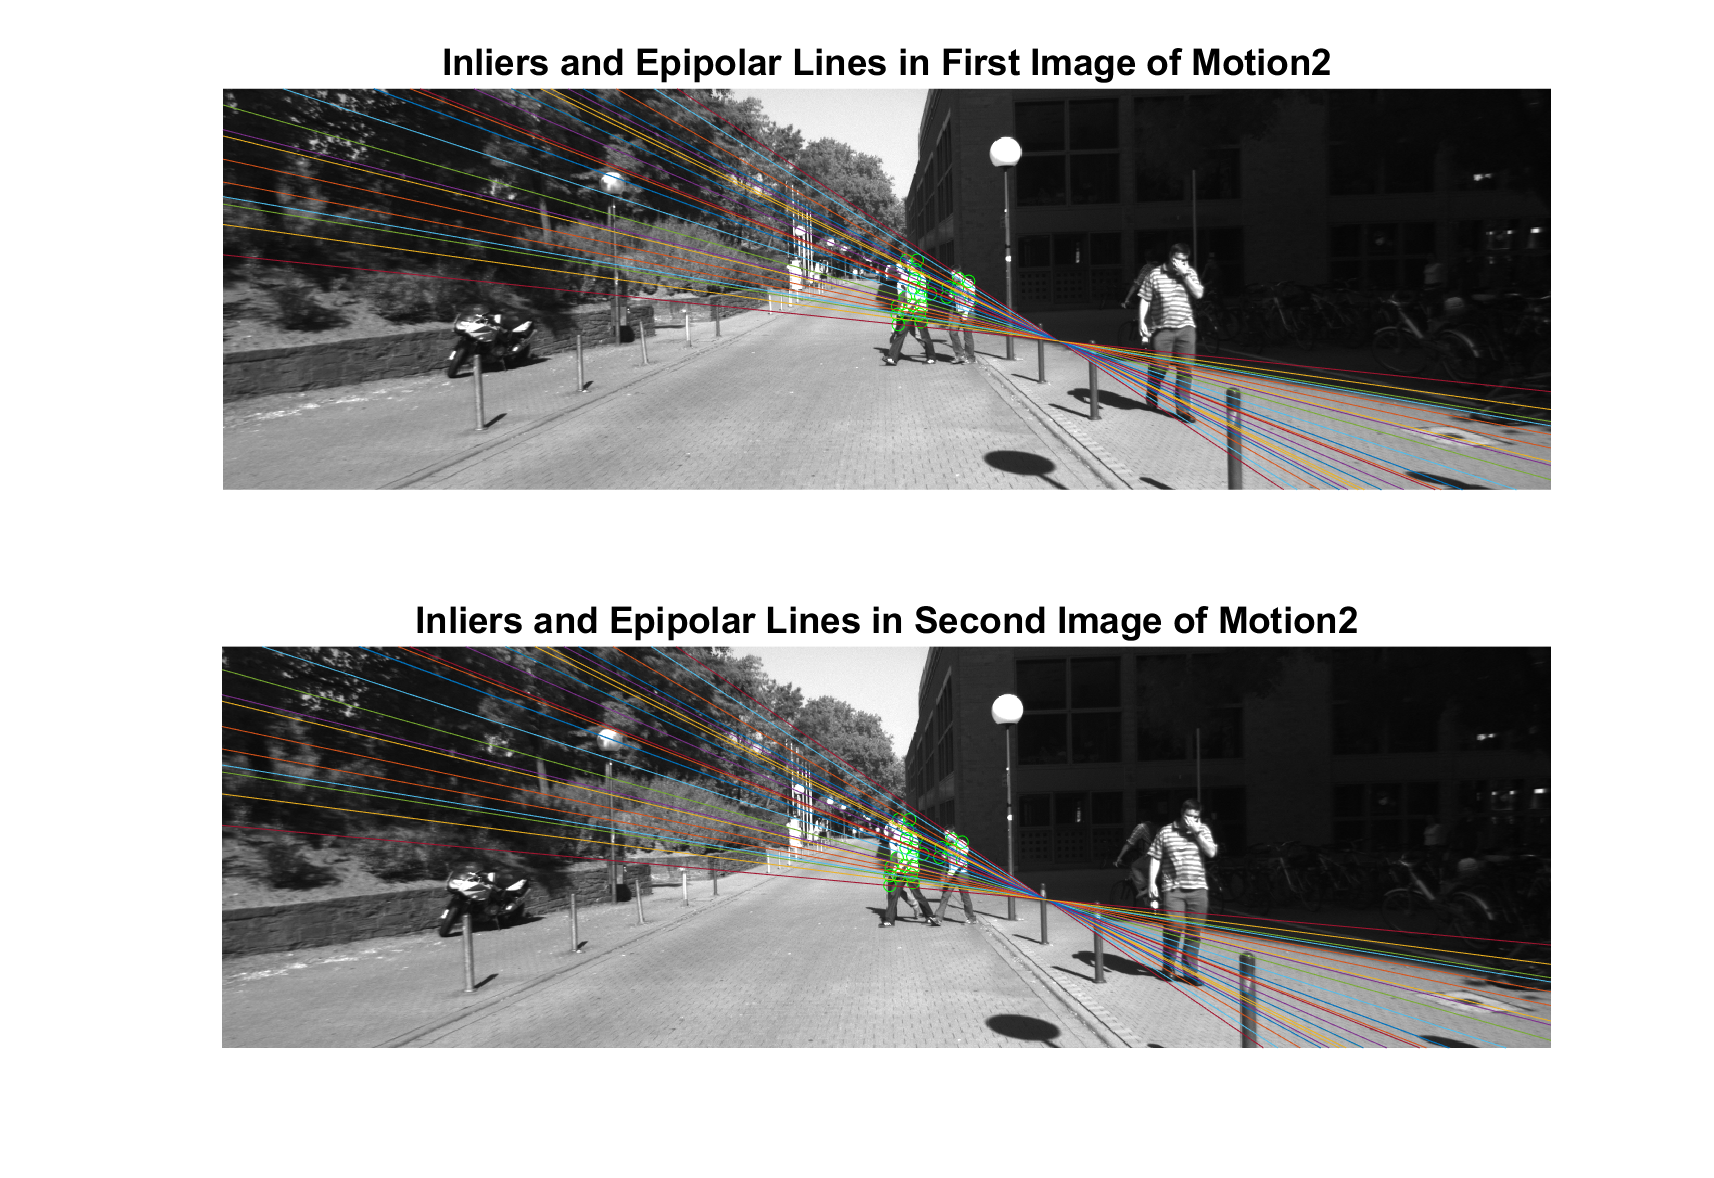 Inliers and Epipolar Lines in First Image of Motion2
Inliers and Epipolar Lines in Second Image of Motion2